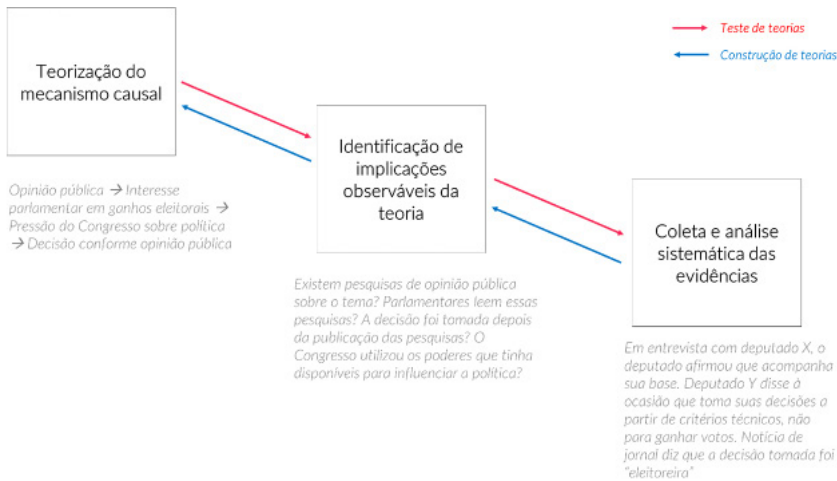 Teste de teorias
Construção de teorias
Teorização do
mecanismo causal
Opinião pública → Interesse
parlamentar em ganhos eleitorais →
Pressão do Congresso sobre política
→ Decisão conforme opinião pública
Identificação de
implicações
observáveis da
teoria
Existem pesquisas de opinião pública
sobre o tema? Parlamentares leem essas
pesquisas? A decisão foi tomada depois
da publicação das pesquisas? O
Congresso utilizou os poderes que tinha
disponíveis para influenciar a política?
Coleta e análise
sistemática das
evidências
Em entrevista com deputado X, o
deputado afirmou que acompanha
sua base. Deputado Y disse à
ocasião que toma suas decisões a
partir de critérios técnicos, não
para ganhar votos. Notícia de
jornal diz que a decisão tomada foi
"eleitoreira"